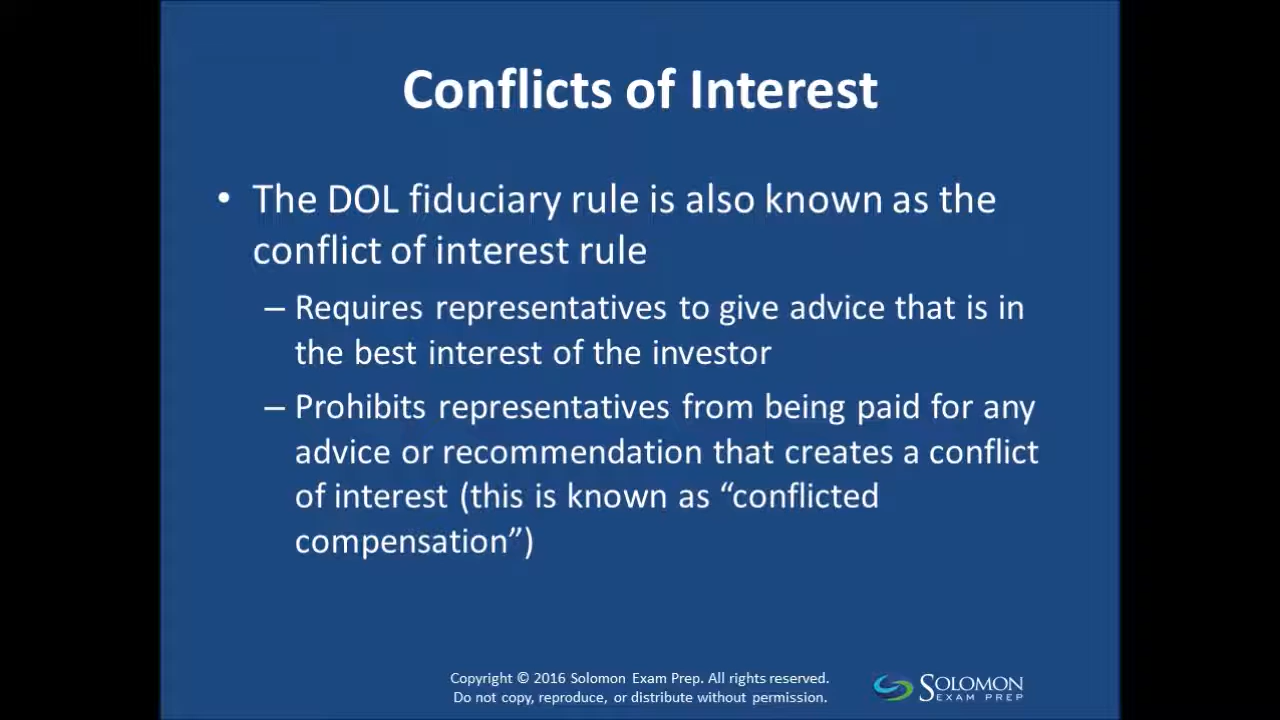 Conflicts of Interest
• The DOL fiduciary rule is also known as the
conflict of interest rule
– Requires representatives to give advice that is in
the best interest of the investor
– Prohibits representatives from being paid for any
advice or recommendation that creates a conflict
of interest (this is known as “conflicted
compensation”)
Copyright © 2016 Solomon Exam Prep. All rights reserved.
Do not copy, reproduce, or distribute without permission.
SOLOMON
EXAM PREP